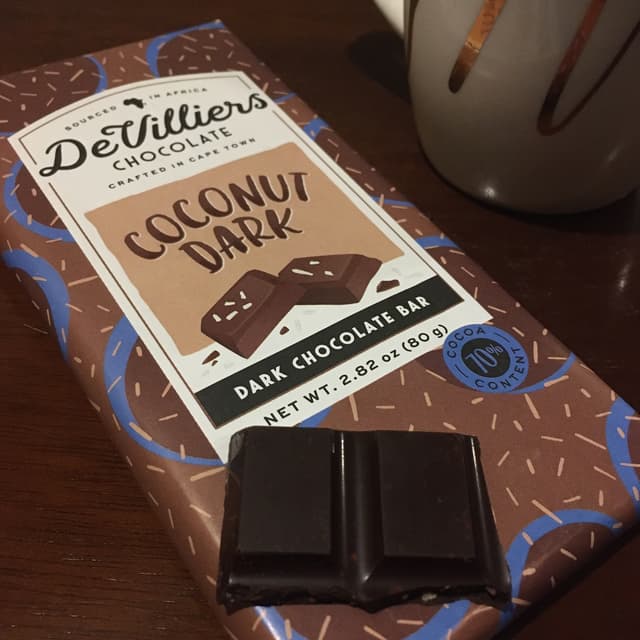 SOURCED IN AFRICA
DeVilliers
CHOCOLATE
CRAFTED IN CAPE TOWN
COCONUT
DARK
DARK CHOCOLATE BAR
NET WT. 2.82 oz (80 g)
COCOA
70%
CONTENT